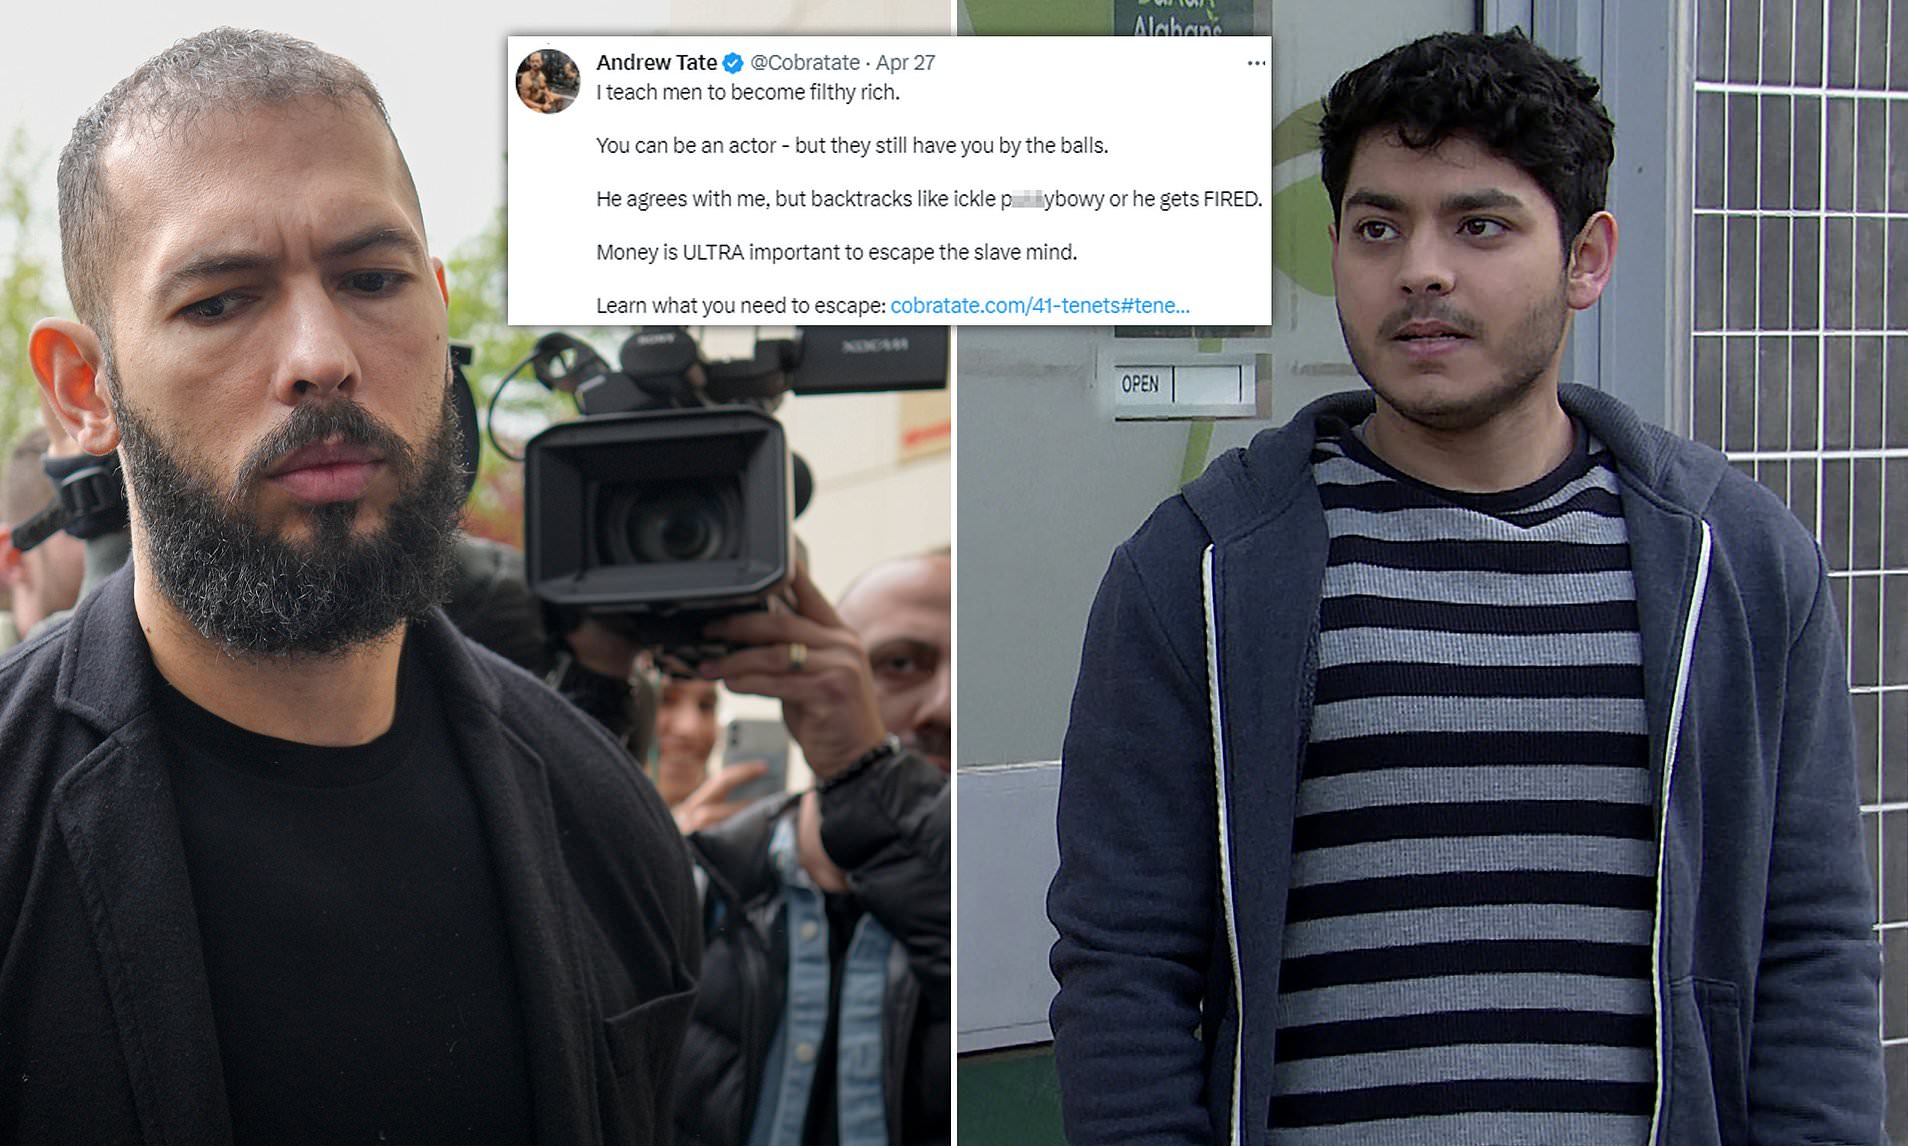 Alghans
Andrew Tate @Cobratate · Apr 27
I teach men to become filthy rich.
You can be an actor - but they still have you by the balls.
He agrees with me, but backtracks like ickle p ybowy or he gets FIRED.
Money is ULTRA important to escape the slave mind.
Learn what you need to escape: cobratate.com/41-tenets#tene...
SONY
XDCAM
OPEN